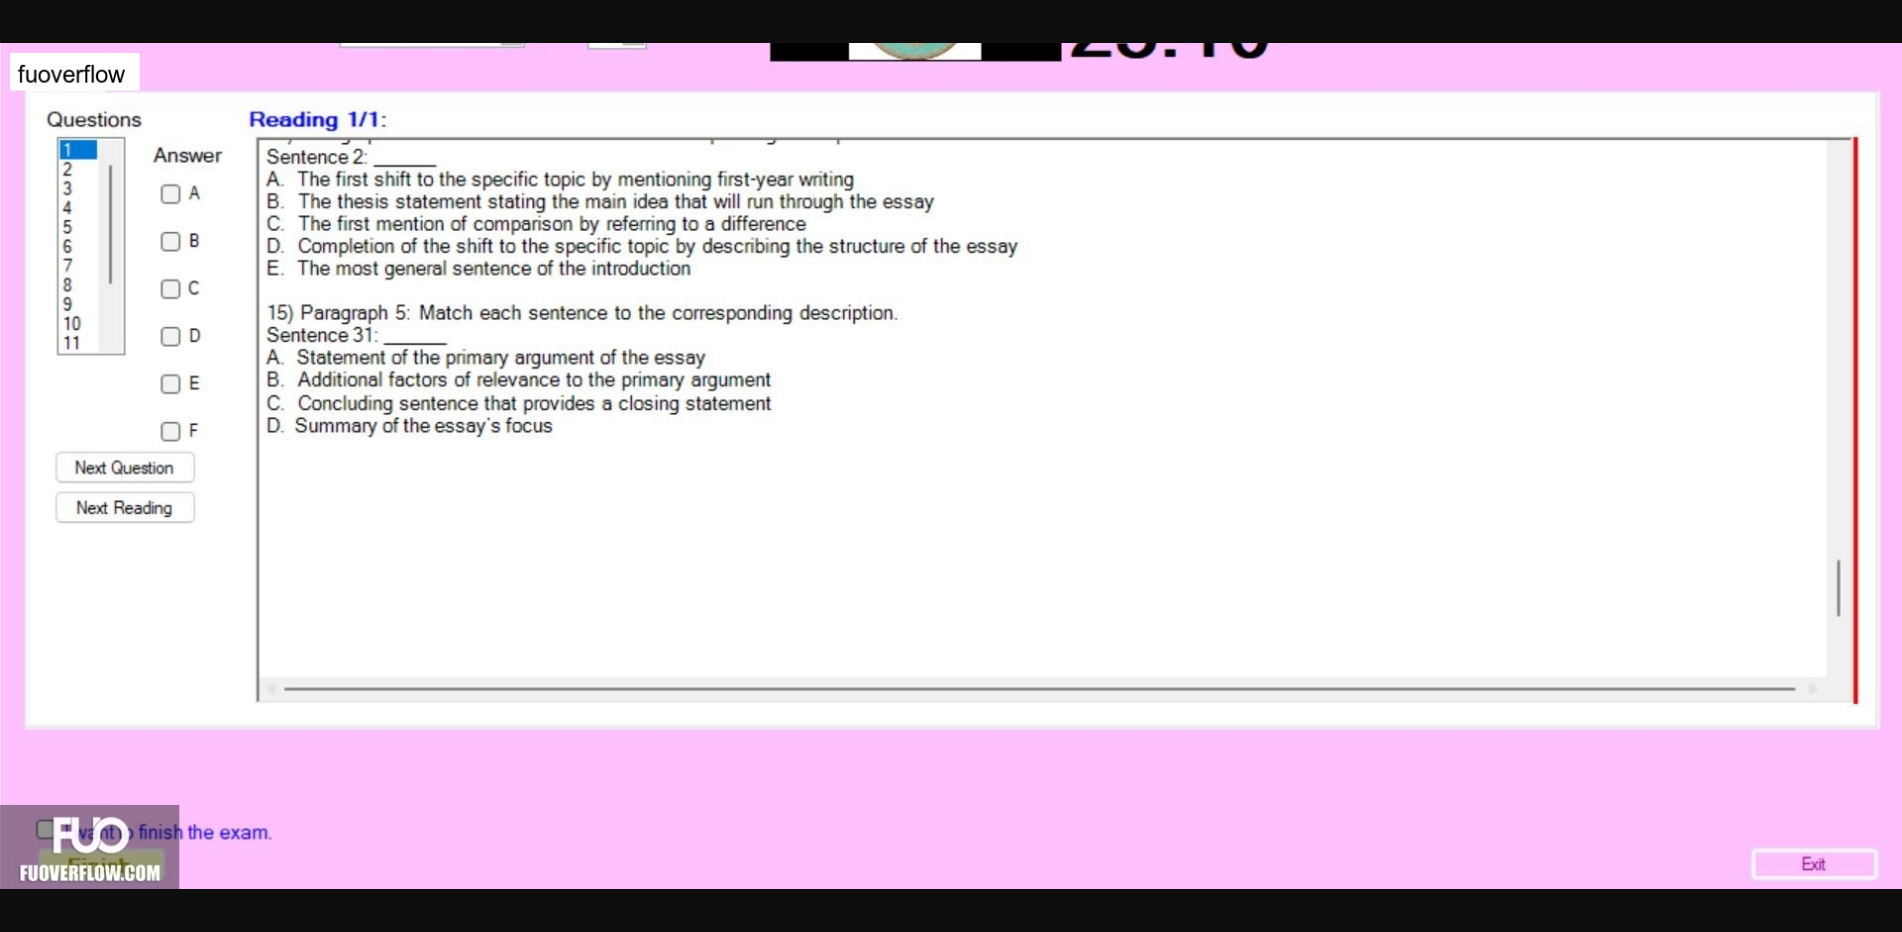 fuoverflow
Questions
Reading 1/1:
1
2
3
4
5
6
7
8
9
10
11
Answer
A
B
C
D
E
F
Next Question
Next Reading
Sentence 2: ______
A. The first shift to the specific topic by mentioning first-year writing
B. The thesis statement stating the main idea that will run through the essay
C. The first mention of comparison by referring to a difference
D. Completion of the shift to the specific topic by describing the structure of the essay
E. The most general sentence of the introduction
15) Paragraph 5: Match each sentence to the corresponding description.
Sentence 31: ______
A. Statement of the primary argument of the essay
B. Additional factors of relevance to the primary argument
C. Concluding sentence that provides a closing statement
D. Summary of the essay's focus
want to finish the exam.
FUO
FUOVERFLOW.COM
Exit